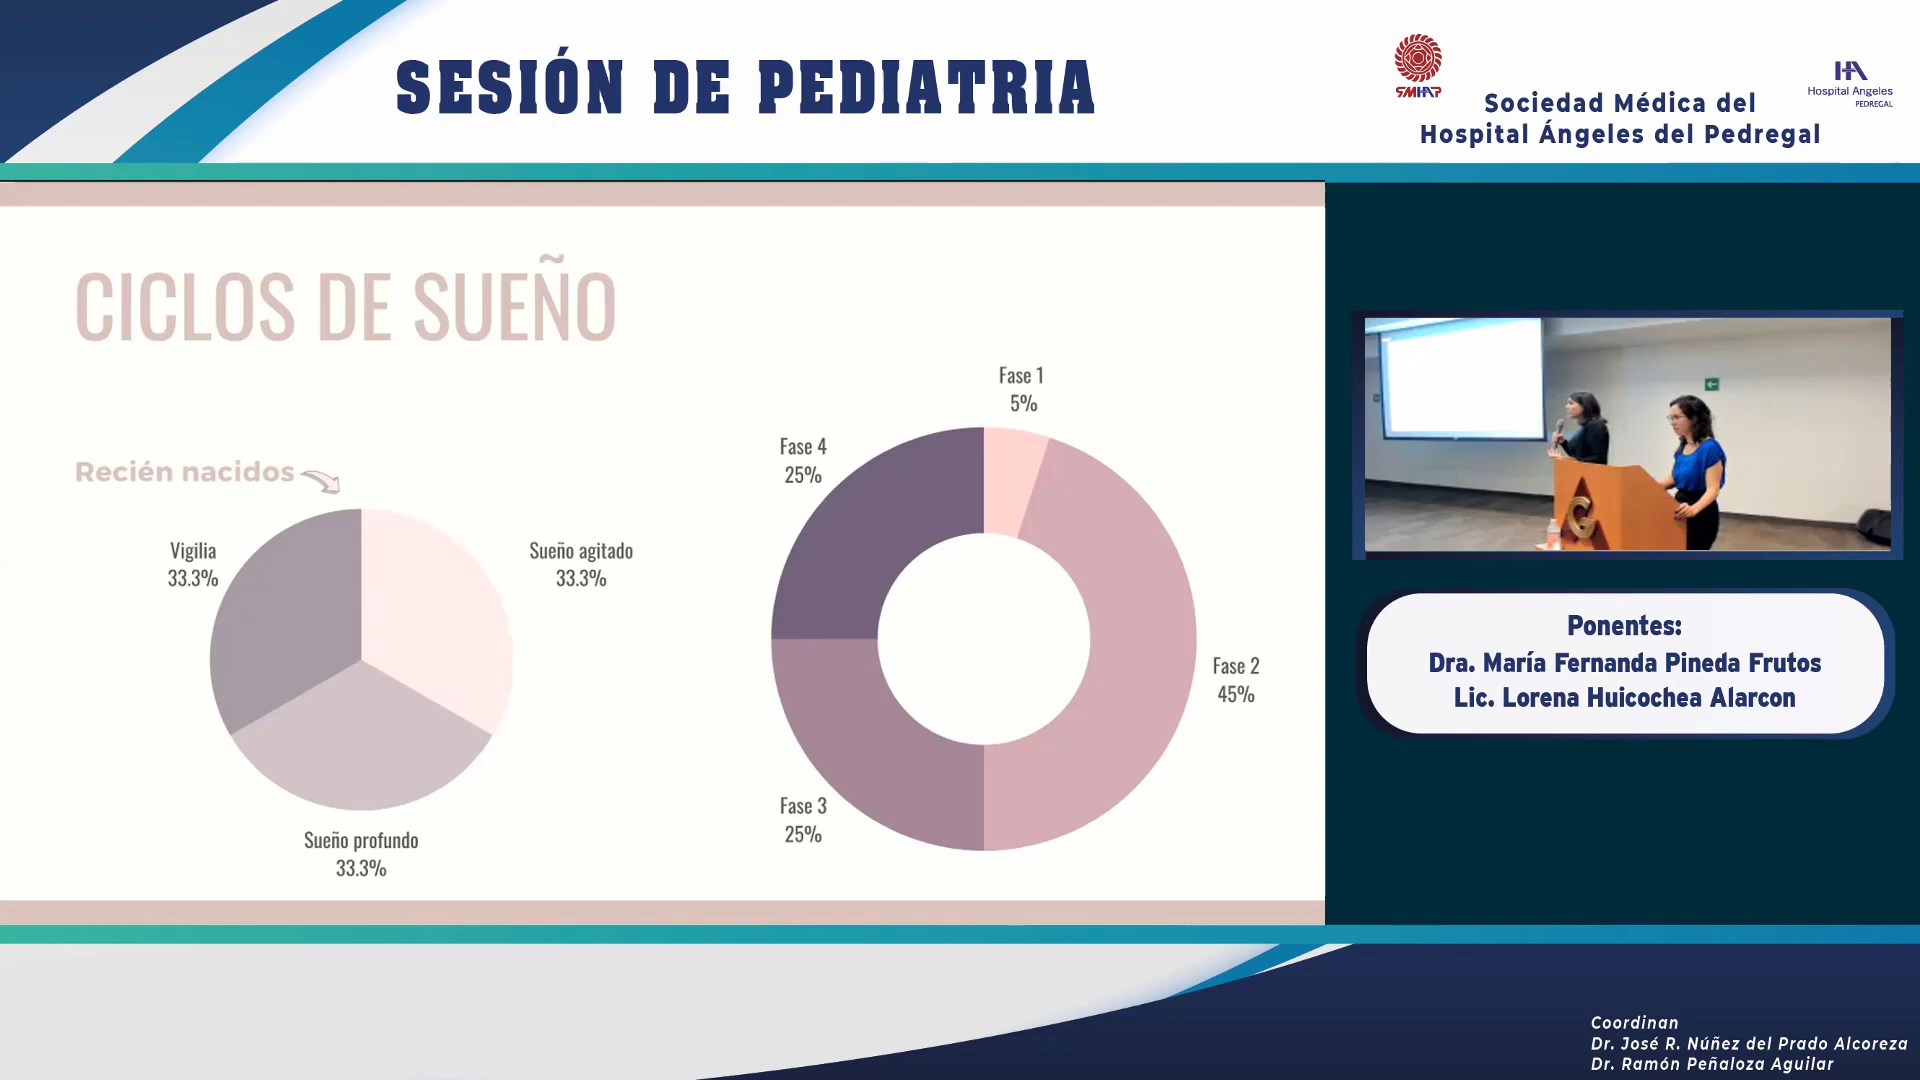 SESIÓN DE PEDIATRIA
SMHAP
Sociedad Médica del
Hospital Ángeles del Pedregal
HA
Hospital Angeles
PEDREGAL
CICLOS DE SUEÑO
Recién nacidos
Vigilia
33.3%
Sueño agitado
33.3%
Sueño profundo
33.3%
Fase 1
5%
Fase 4
25%
Fase 2
45%
Fase 3
25%
Ponentes:
Dra. María Fernanda Pineda Frutos
Lic. Lorena Huicochea Alarcon
Coordinan
Dr. José R. Núñez del Prado Alcoreza
Dr. Ramón Peñaloza Aguilar